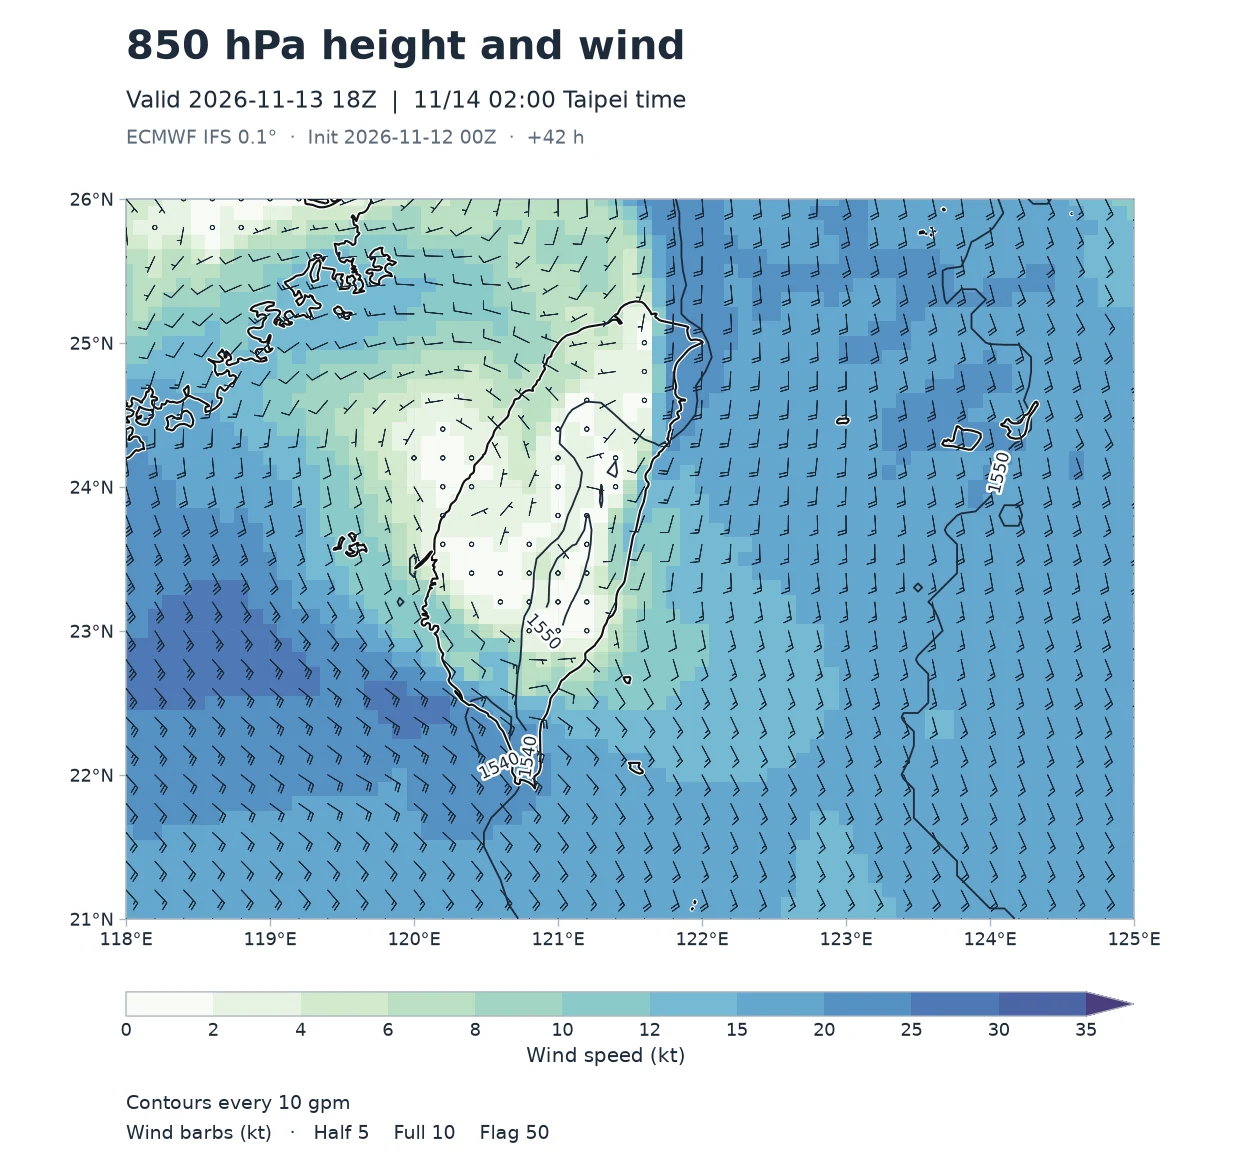 850 hPa height and wind
Valid 2026-11-13 18Z | 11/14 02:00 Taipei time
ECMWF IFS 0.1° · Init 2026-11-12 00Z · +42 h
26°N
25°N
24°N
23°N
22°N
21°N
1550
1550
1540
1540
118°E 119°E 120°E 121°E 122°E 123°E 124°E 125°E
0 2 4 6 8 10 12 15 20 25 30 35
Wind speed (kt)
Contours every 10 gpm
Wind barbs (kt) · Half 5 Full 10 Flag 50